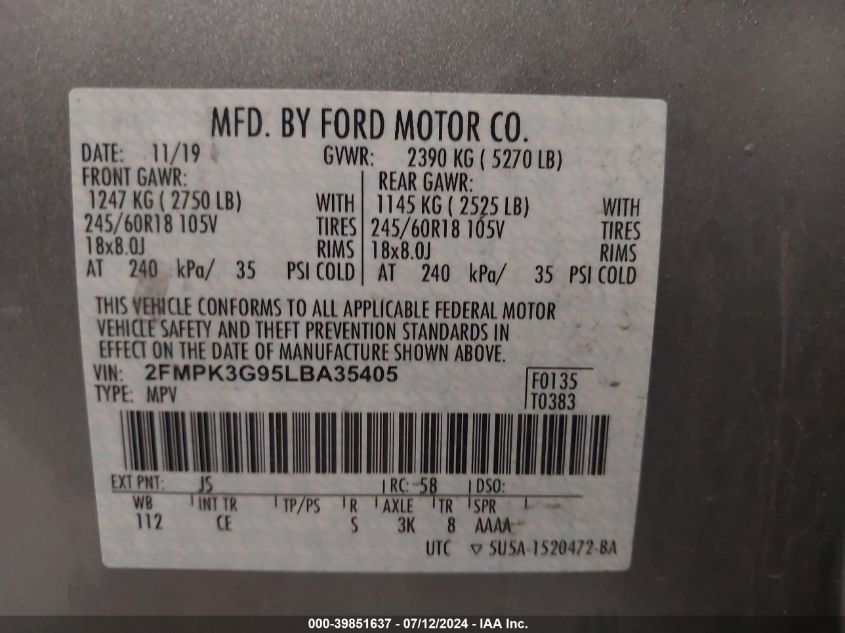 MFD. BY FORD MOTOR CO.
DATE: 11/19 GVWR: 2390 KG ( 5270 LB)
FRONT GAWR: REAR GAWR:
1247 KG ( 2750 LB) WITH 1145 KG ( 2525 LB) WITH
245/60R18 105V TIRES 245/60R18 105V TIRES
18x8.0J RIMS 18x8.0J RIMS
AT 240 kPa/ 35 PSI COLD AT 240 kPa/ 35 PSI COLD
THIS VEHICLE CONFORMS TO ALL APPLICABLE FEDERAL MOTOR
VEHICLE SAFETY AND THEFT PREVENTION STANDARDS IN
EFFECT ON THE DATE OF MANUFACTURE SHOWN ABOVE.
VIN: 2FMPK3G95LBA35405 F0135
TYPE: MPV T0383
EXT PNT: JS RC: 58 DSO:
WB INT TR TP/PS R AXLE TR SPR
112 CE S 3K 8 AAAA
UTC ▽ 5U5A-1520472-BA
000-39851637 - 07/12/2024 - IAA Inc.